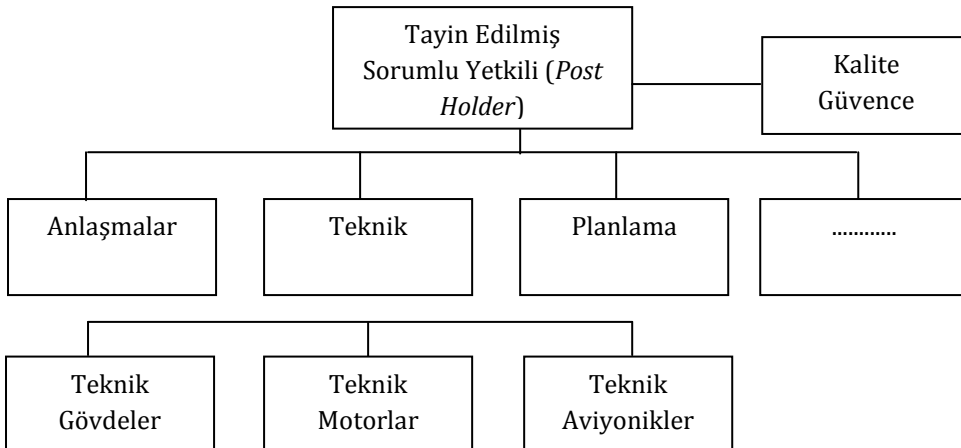 Tayin Edilmiş
Sorumlu Yetkili (Post
Holder)
Kalite
Güvence
Anlaşmalar
Teknik
Planlama
............
Teknik
Gövdeler
Teknik
Motorlar
Teknik
Aviyonikler